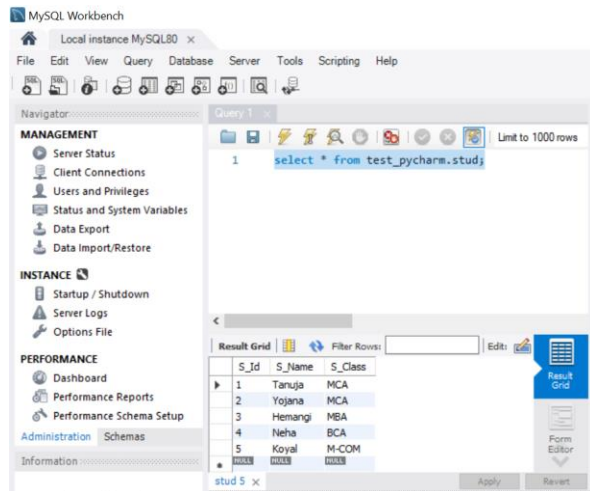 MySQL Workbench
Local instance MySQL80 ×
File Edit View Query Database Server Tools Scripting Help
Navigator
Query 1 ×
MANAGEMENT
Server Status
Client Connections
Users and Privileges
Status and System Variables
Data Export
Data Import/Restore
INSTANCE
Startup / Shutdown
Server Logs
Options File
PERFORMANCE
Dashboard
Performance Reports
Performance Schema Setup
Administration Schemas
Information
Limit to 1000 rows
1 select * from test_pycharm.stud;
Result Grid Filter Rows: Edit:
S_Id S_Name S_Class
1 Tanuja MCA
2 Yojana MCA
3 Hemangi MBA
4 Neha BCA
5 Koyal M-COM
NULL NULL NULL
Result
Grid
Form
Editor
stud 5 ×
Apply Revert